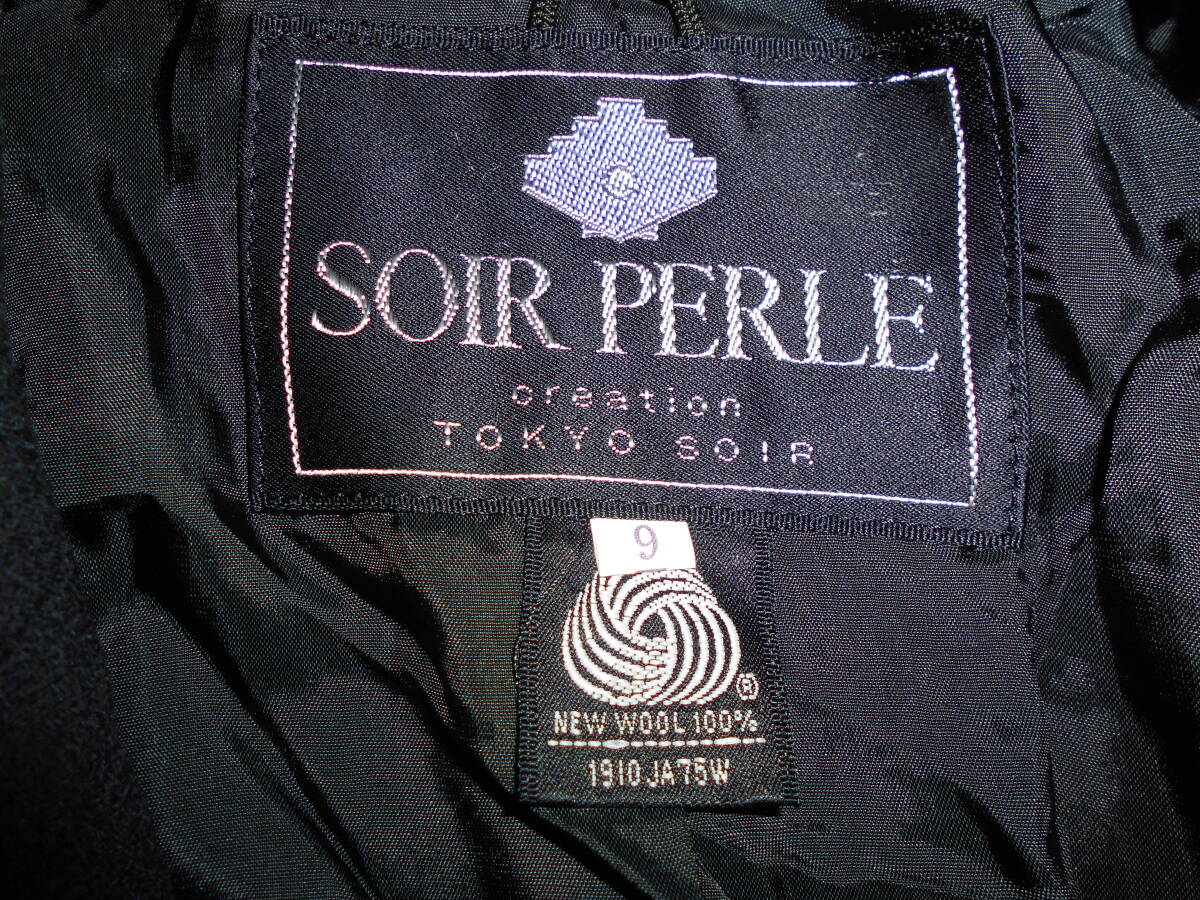 SOIR PERLE
creation
TOKYO SOIR
9
®
NEW WOOL 100%
1910 JA75W